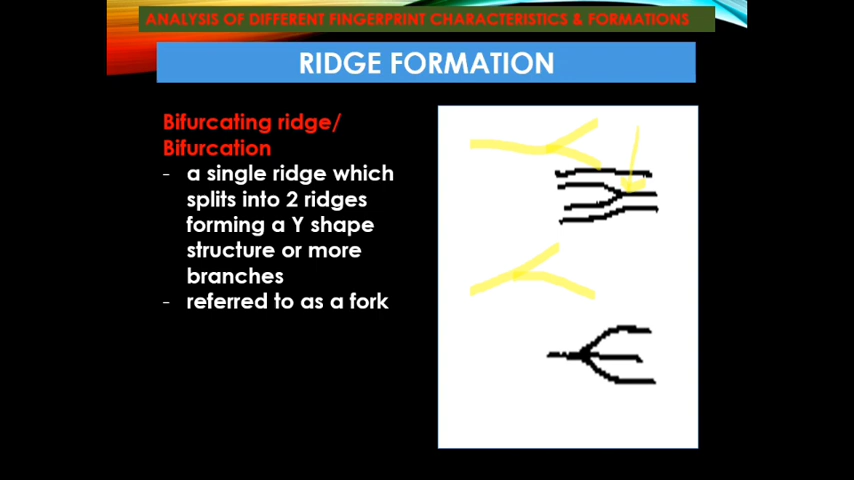 ANALYSIS OF DIFFERENT FINGERPRINT CHARACTERISTICS & FORMATIONS
RIDGE FORMATION
Bifurcating ridge/
Bifurcation
- a single ridge which
splits into 2 ridges
forming a Y shape
structure or more
branches
- referred to as a fork